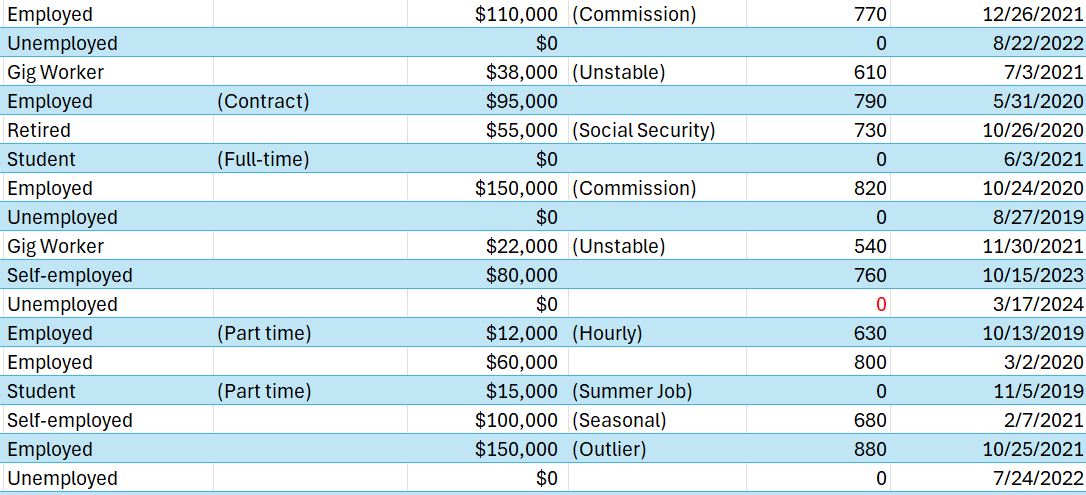 Employed $110,000 (Commission) 770 12/26/2021
Unemployed $0 0 8/22/2022
Gig Worker $38,000 (Unstable) 610 7/3/2021
Employed (Contract) $95,000 790 5/31/2020
Retired $55,000 (Social Security) 730 10/26/2020
Student (Full-time) $0 0 6/3/2021
Employed $150,000 (Commission) 820 10/24/2020
Unemployed $0 0 8/27/2019
Gig Worker $22,000 (Unstable) 540 11/30/2021
Self-employed $80,000 760 10/15/2023
Unemployed $0 0 3/17/2024
Employed (Part time) $12,000 (Hourly) 630 10/13/2019
Employed $60,000 800 3/2/2020
Student (Part time) $15,000 (Summer Job) 0 11/5/2019
Self-employed $100,000 (Seasonal) 680 2/7/2021
Employed $150,000 (Outlier) 880 10/25/2021
Unemployed $0 0 7/24/2022